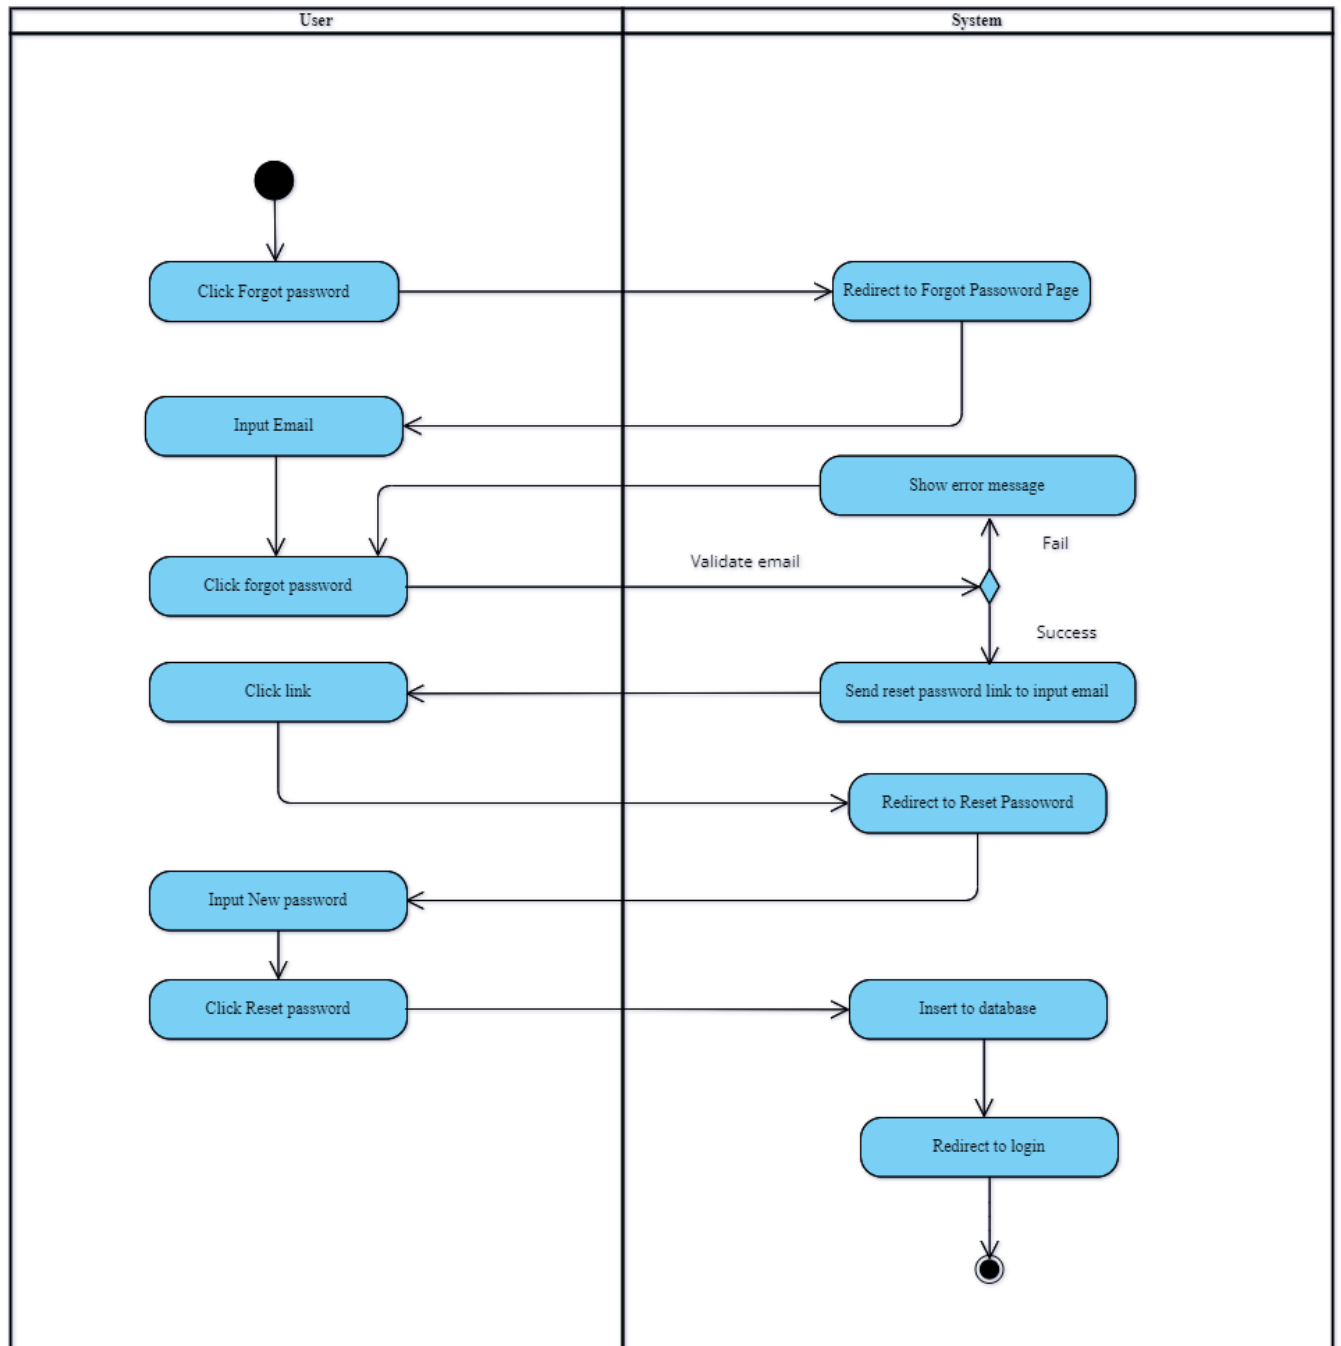 User
System
Click Forgot password
Redirect to Forgot Passoword Page
Input Email
Show error message
Fail
Validate email
Click forgot password
Success
Click link
Send reset password link to input email
Redirect to Reset Passoword
Input New password
Click Reset password
Insert to database
Redirect to login